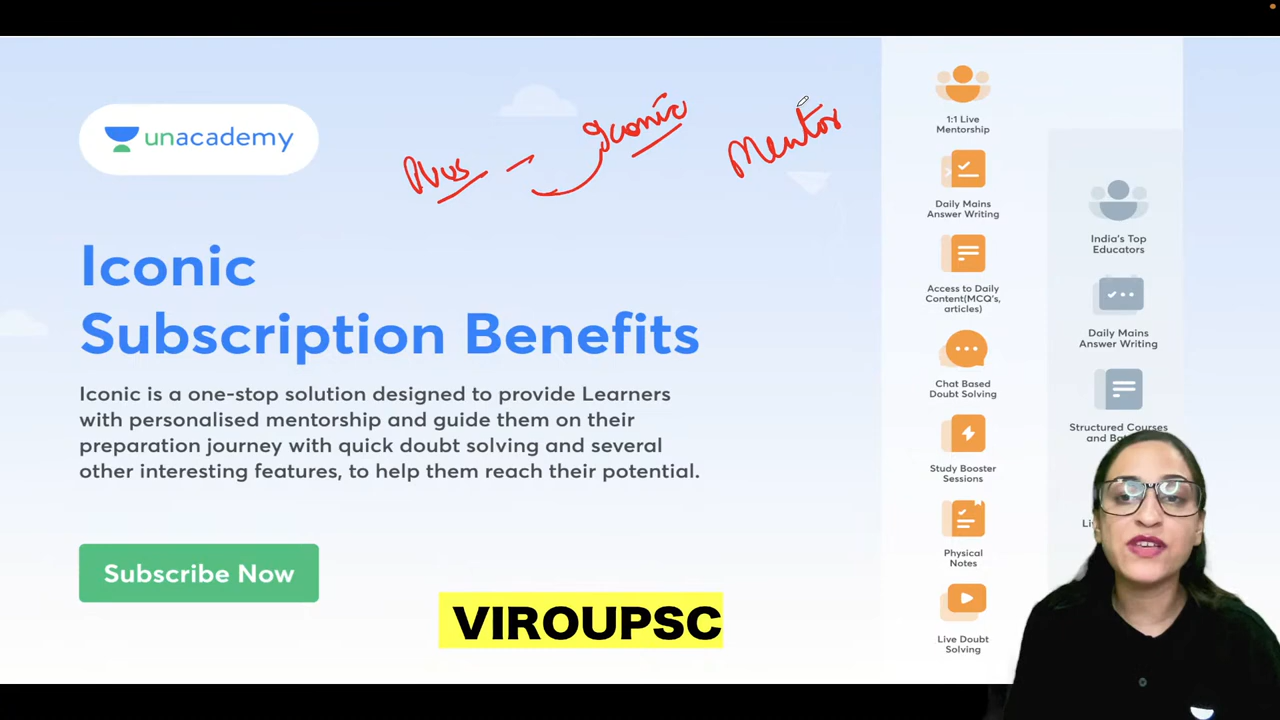 unacademy
Plus - Iconic
Mentor
Iconic
Subscription Benefits
Iconic is a one-stop solution designed to provide Learners
with personalised mentorship and guide them on their
preparation journey with quick doubt solving and several
other interesting features, to help them reach their potential.
Subscribe Now
VIROUPSC
1:1 Live
Mentorship
Daily Mains
Answer Writing
Access to Daily
Content(MCQ's,
articles)
Chat Based
Doubt Solving
Study Booster
Sessions
Physical
Notes
Live Doubt
Solving
India's Top
Educators
Daily Mains
Answer Writing
Structured Courses
and